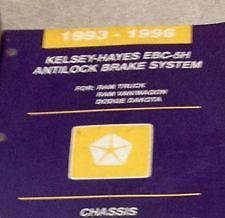 1993 - 1996
KELSEY-HAYES EBC-5H
ANTILOCK BRAKE SYSTEM
FOR: RAM TRUCK
RAM VAN/WAGON
DODGE DAKOTA
CHASSIS